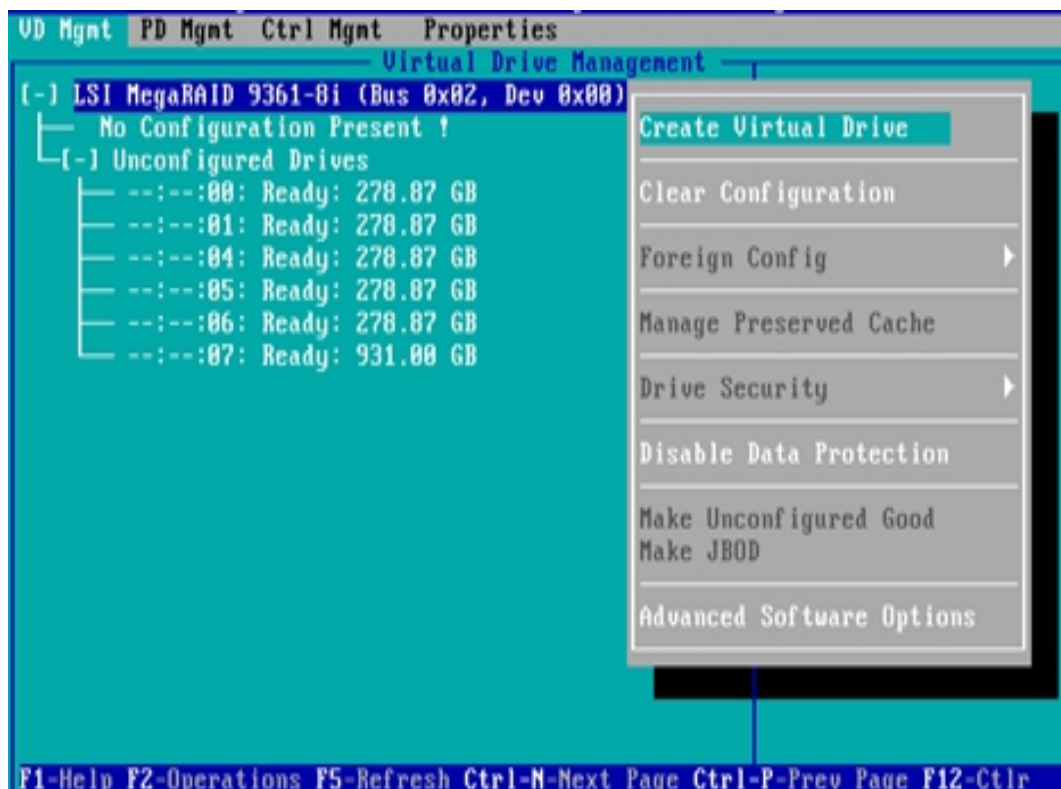 VD Mgmt PD Mgmt Ctrl Mgmt Properties
Virtual Drive Management
[-] LSI MegaRAID 9361-8i (Bus 0x02, Dev 0x00)
No Configuration Present !
[-] Unconfigured Drives
--:--:00: Ready: 278.87 GB
--:--:01: Ready: 278.87 GB
--:--:04: Ready: 278.87 GB
--:--:05: Ready: 278.87 GB
--:--:06: Ready: 278.87 GB
--:--:07: Ready: 931.00 GB
Create Virtual Drive
Clear Configuration
Foreign Config
Manage Preserved Cache
Drive Security
Disable Data Protection
Make Unconfigured Good
Make JBOD
Advanced Software Options
F1-Help F2-Operations F5-Refresh Ctrl-N-Next Page Ctrl-P-Prev Page F12-Ctlr